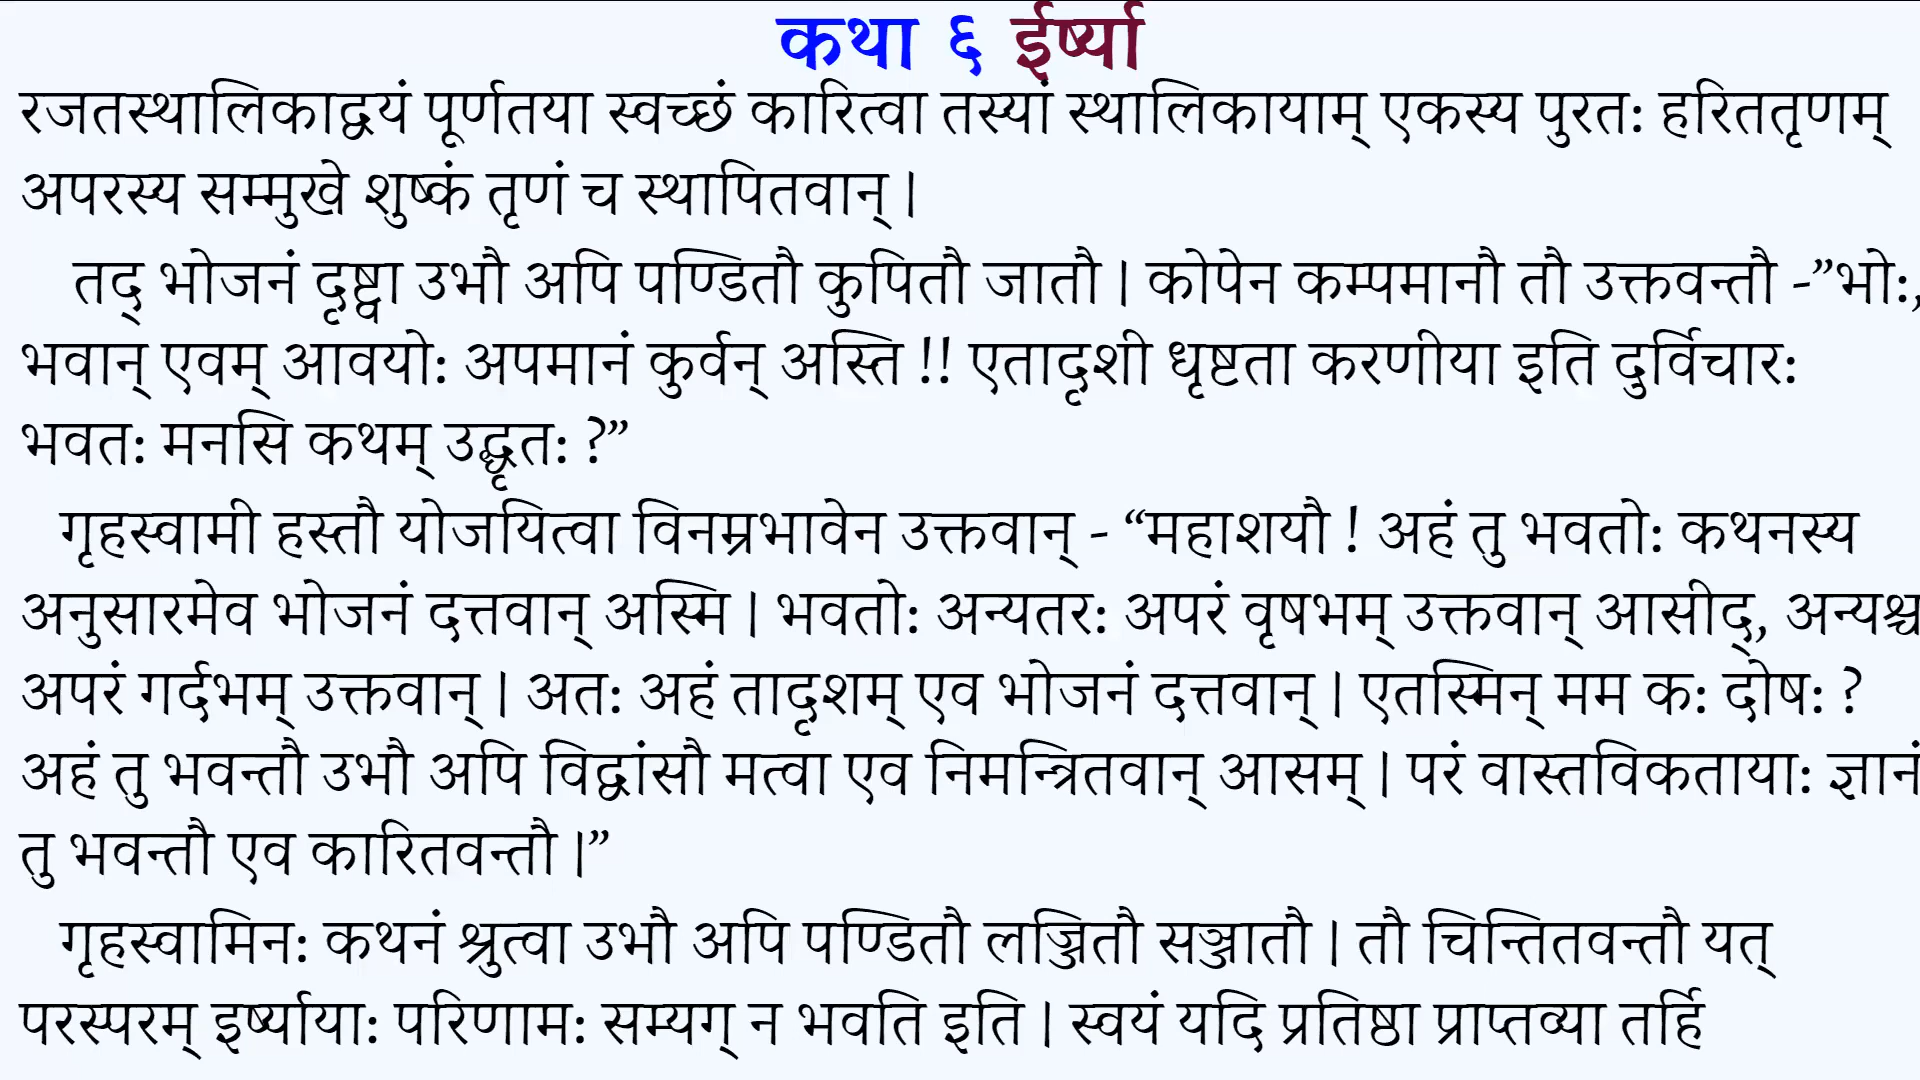 कथा ६ ईर्ष्या
रजतस्थालिकाद्वयं पूर्णतया स्वच्छं कारित्वा तस्यां स्थालिकायाम् एकस्य पुरतः हरिततृणम्
अपरस्य सम्मुखे शुष्कं तृणं च स्थापितवान् ।
तद् भोजनं दृष्ट्वा उभौ अपि पण्डितौ कुपितौ जातौ । कोपेन कम्पमानौ तौ उक्तवन्तौ -”भोः,
भवान् एवम् आवयोः अपमानं कुर्वन् अस्ति !! एतादृशी धृष्टता करणीया इति दुर्विचारः
भवतः मनसि कथम् उद्धृतः ?”
गृहस्वामी हस्तौ योजयित्वा विनम्रभावेन उक्तवान् - “महाशयौ ! अहं तु भवतोः कथनस्य
अनुसारमेव भोजनं दत्तवान् अस्मि । भवतोः अन्यतरः अपरं वृषभम् उक्तवान् आसीद्, अन्यश्च
अपरं गर्दभम् उक्तवान् । अतः अहं तादृशम् एव भोजनं दत्तवान् । एतस्मिन् मम कः दोषः ?
अहं तु भवन्तौ उभौ अपि विद्वांसौ मत्वा एव निमन्त्रितवान् आसम् । परं वास्तविकतायाः ज्ञानं
तु भवन्तौ एव कारितवन्तौ ।”
गृहस्वामिनः कथनं श्रुत्वा उभौ अपि पण्डितौ लज्जितौ सञ्जातौ । तौ चिन्तितवन्तौ यत्
परस्परम् इर्ष्यायाः परिणामः सम्यग् न भवति इति । स्वयं यदि प्रतिष्ठा प्राप्तव्या तर्हि